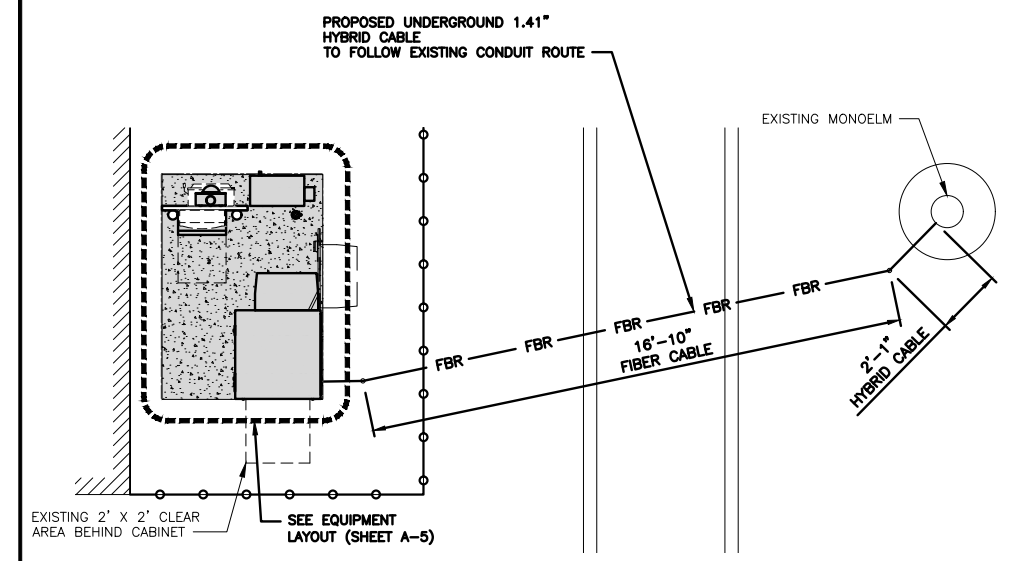 PROPOSED UNDERGROUND 1.41"
HYBRID CABLE
TO FOLLOW EXISTING CONDUIT ROUTE
EXISTING MONOELM
FBR FBR FBR FBR FBR
16'-10"
FIBER CABLE
2'-1"
HYBRID CABLE
EXISTING 2' X 2' CLEAR
AREA BEHIND CABINET
SEE EQUIPMENT
LAYOUT (SHEET A-5)